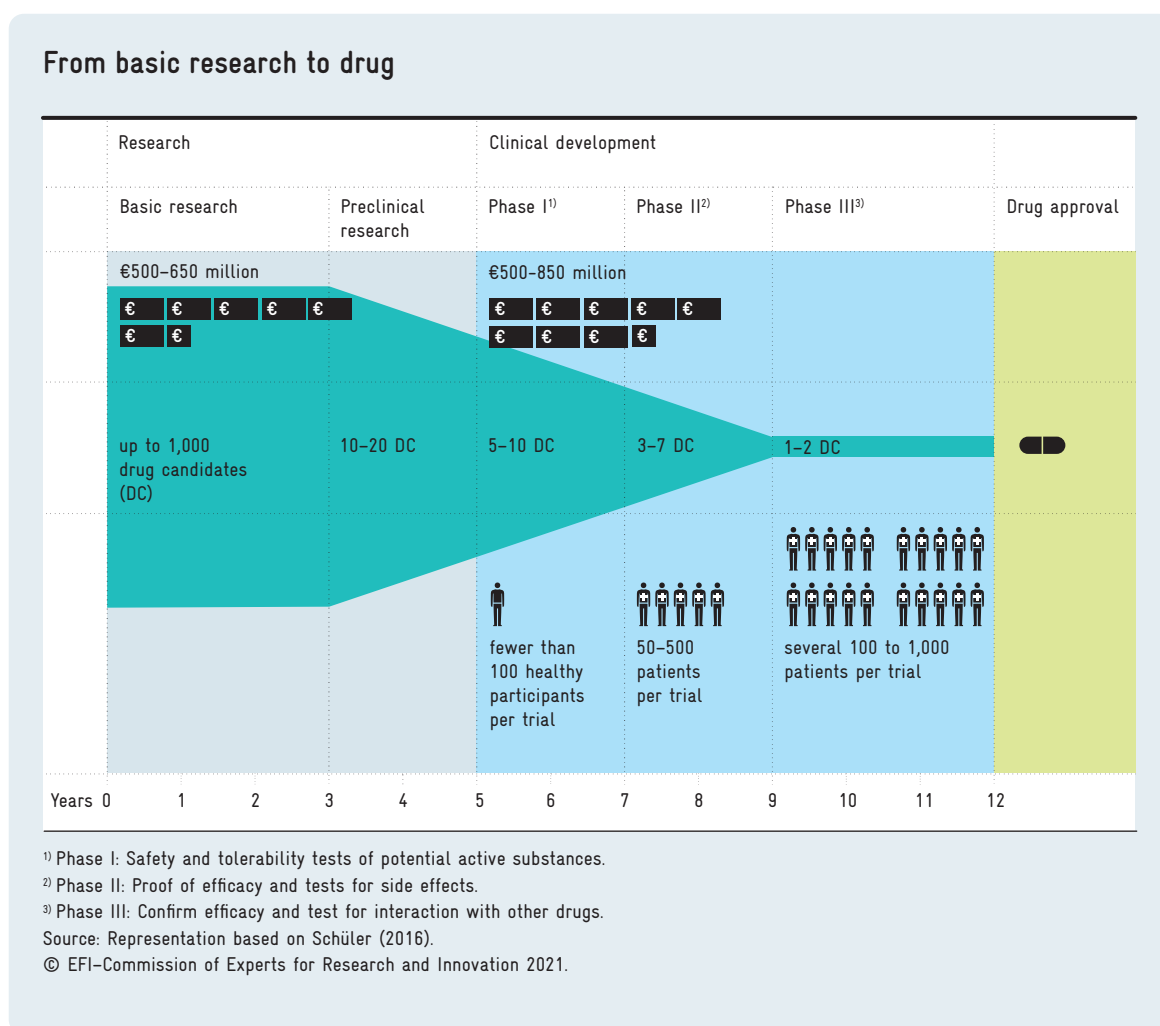 From basic research to drug
Research
Clinical development
Basic research
Preclinical
research
Phase I¹⁾
Phase II²⁾
Phase III³⁾
Drug approval
€500–650 million
€ € € € €
€ €
€500–850 million
€ € € € €
€ € € €
up to 1,000
drug candidates
(DC)
10–20 DC
5–10 DC
3–7 DC
1–2 DC
fewer than
100 healthy
participants
per trial
50–500
patients
per trial
several 100 to 1,000
patients per trial
Years 0 1 2 3 4 5 6 7 8 9 10 11 12
¹⁾ Phase I: Safety and tolerability tests of potential active substances.
²⁾ Phase II: Proof of efficacy and tests for side effects.
³⁾ Phase III: Confirm efficacy and test for interaction with other drugs.
Source: Representation based on Schüler (2016).
© EFI–Commission of Experts for Research and Innovation 2021.